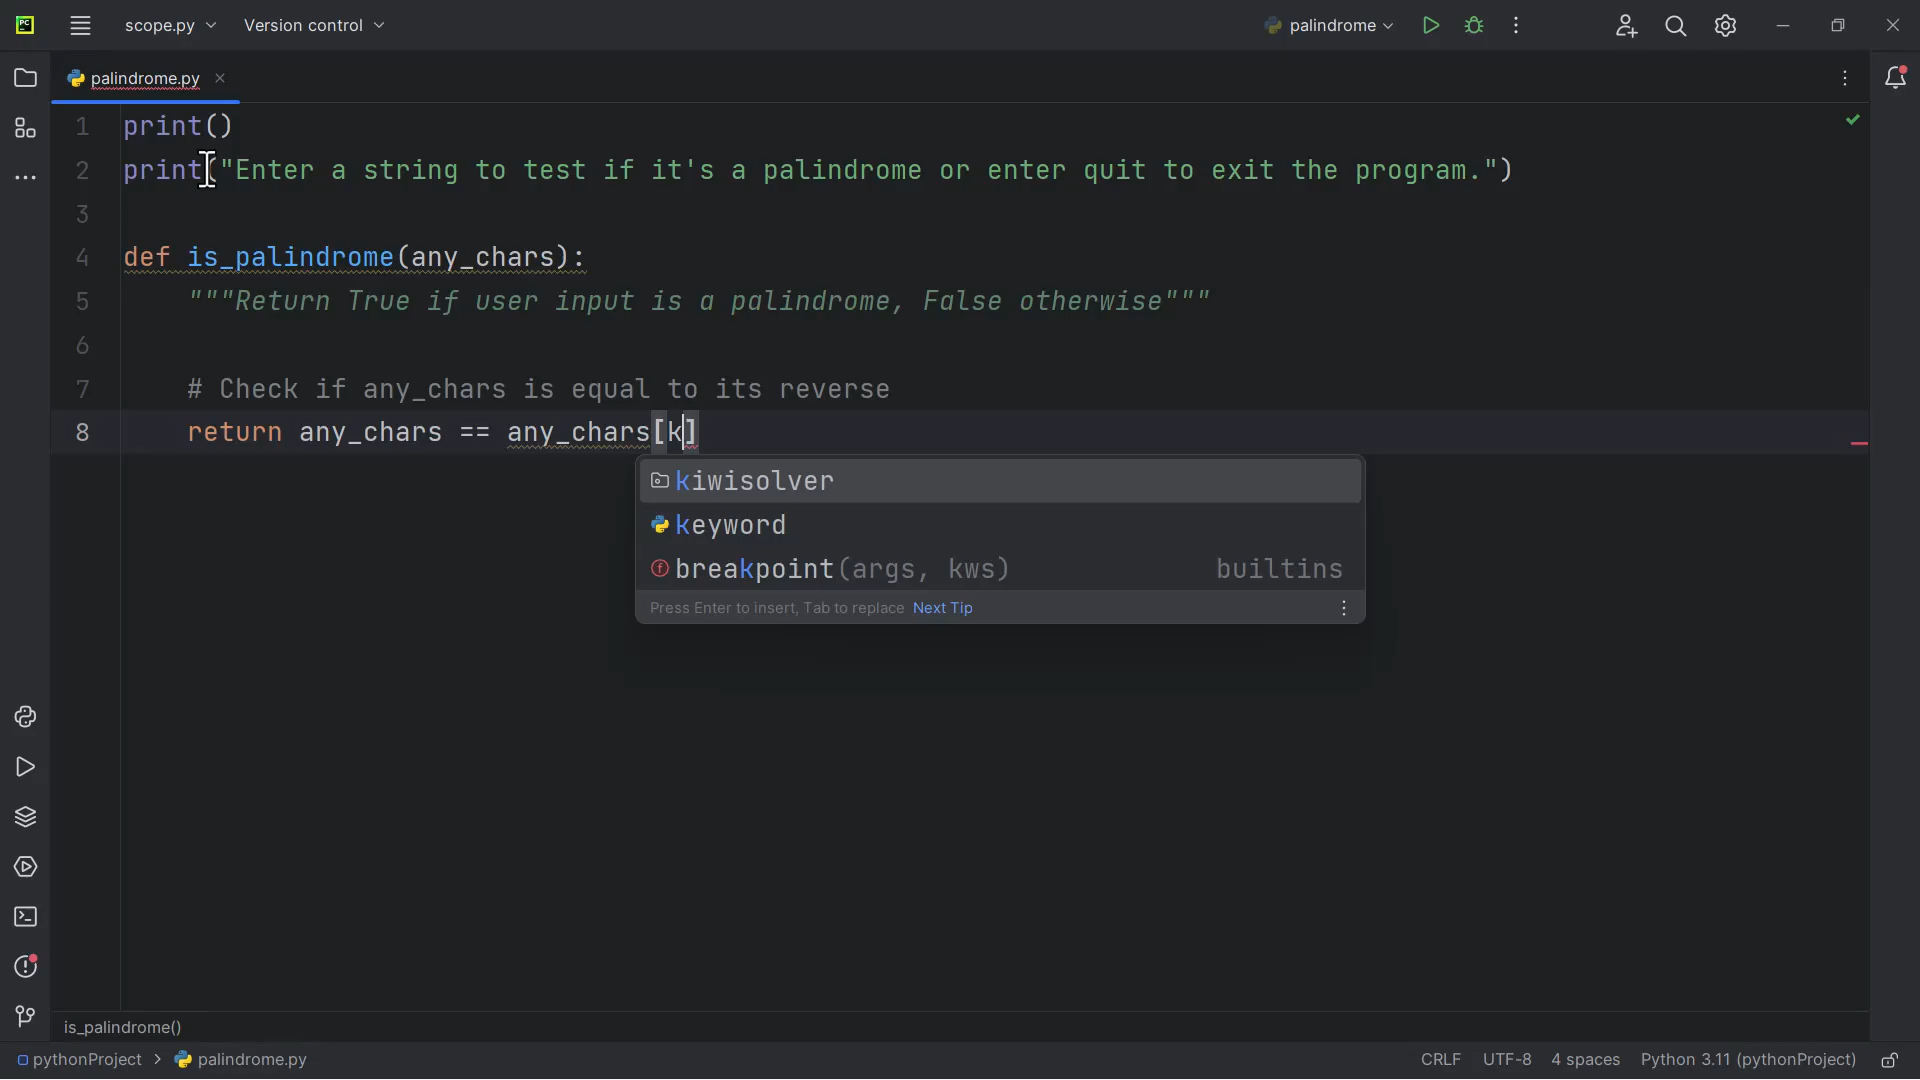 PC
scope.py
Version control
palindrome
palindrome.py
1 print()
2 print("Enter a string to test if it's a palindrome or enter quit to exit the program.")
3
4 def is_palindrome(any_chars):
5 """Return True if user input is a palindrome, False otherwise"""
6
7 # Check if any_chars is equal to its reverse
8 return any_chars == any_chars[k]
kiwisolver
keyword
breakpoint(args, kws) builtins
Press Enter to insert, Tab to replace Next Tip
is_palindrome()
pythonProject > palindrome.py
CRLF UTF-8 4 spaces Python 3.11 (pythonProject)